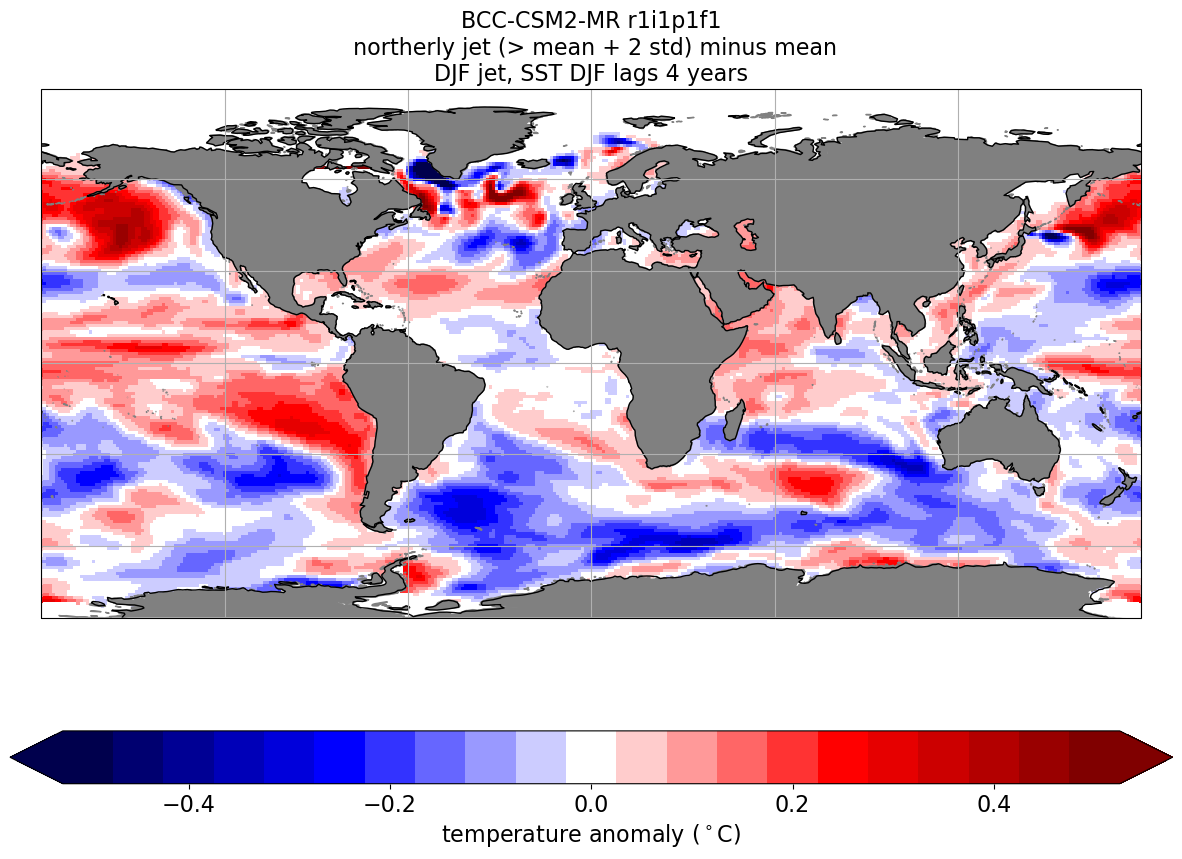 BCC-CSM2-MR r1i1p1f1
northerly jet (> mean + 2 std) minus mean
DJF jet, SST DJF lags 4 years
−0.4 −0.2 0.0 0.2 0.4
temperature anomaly (°C)